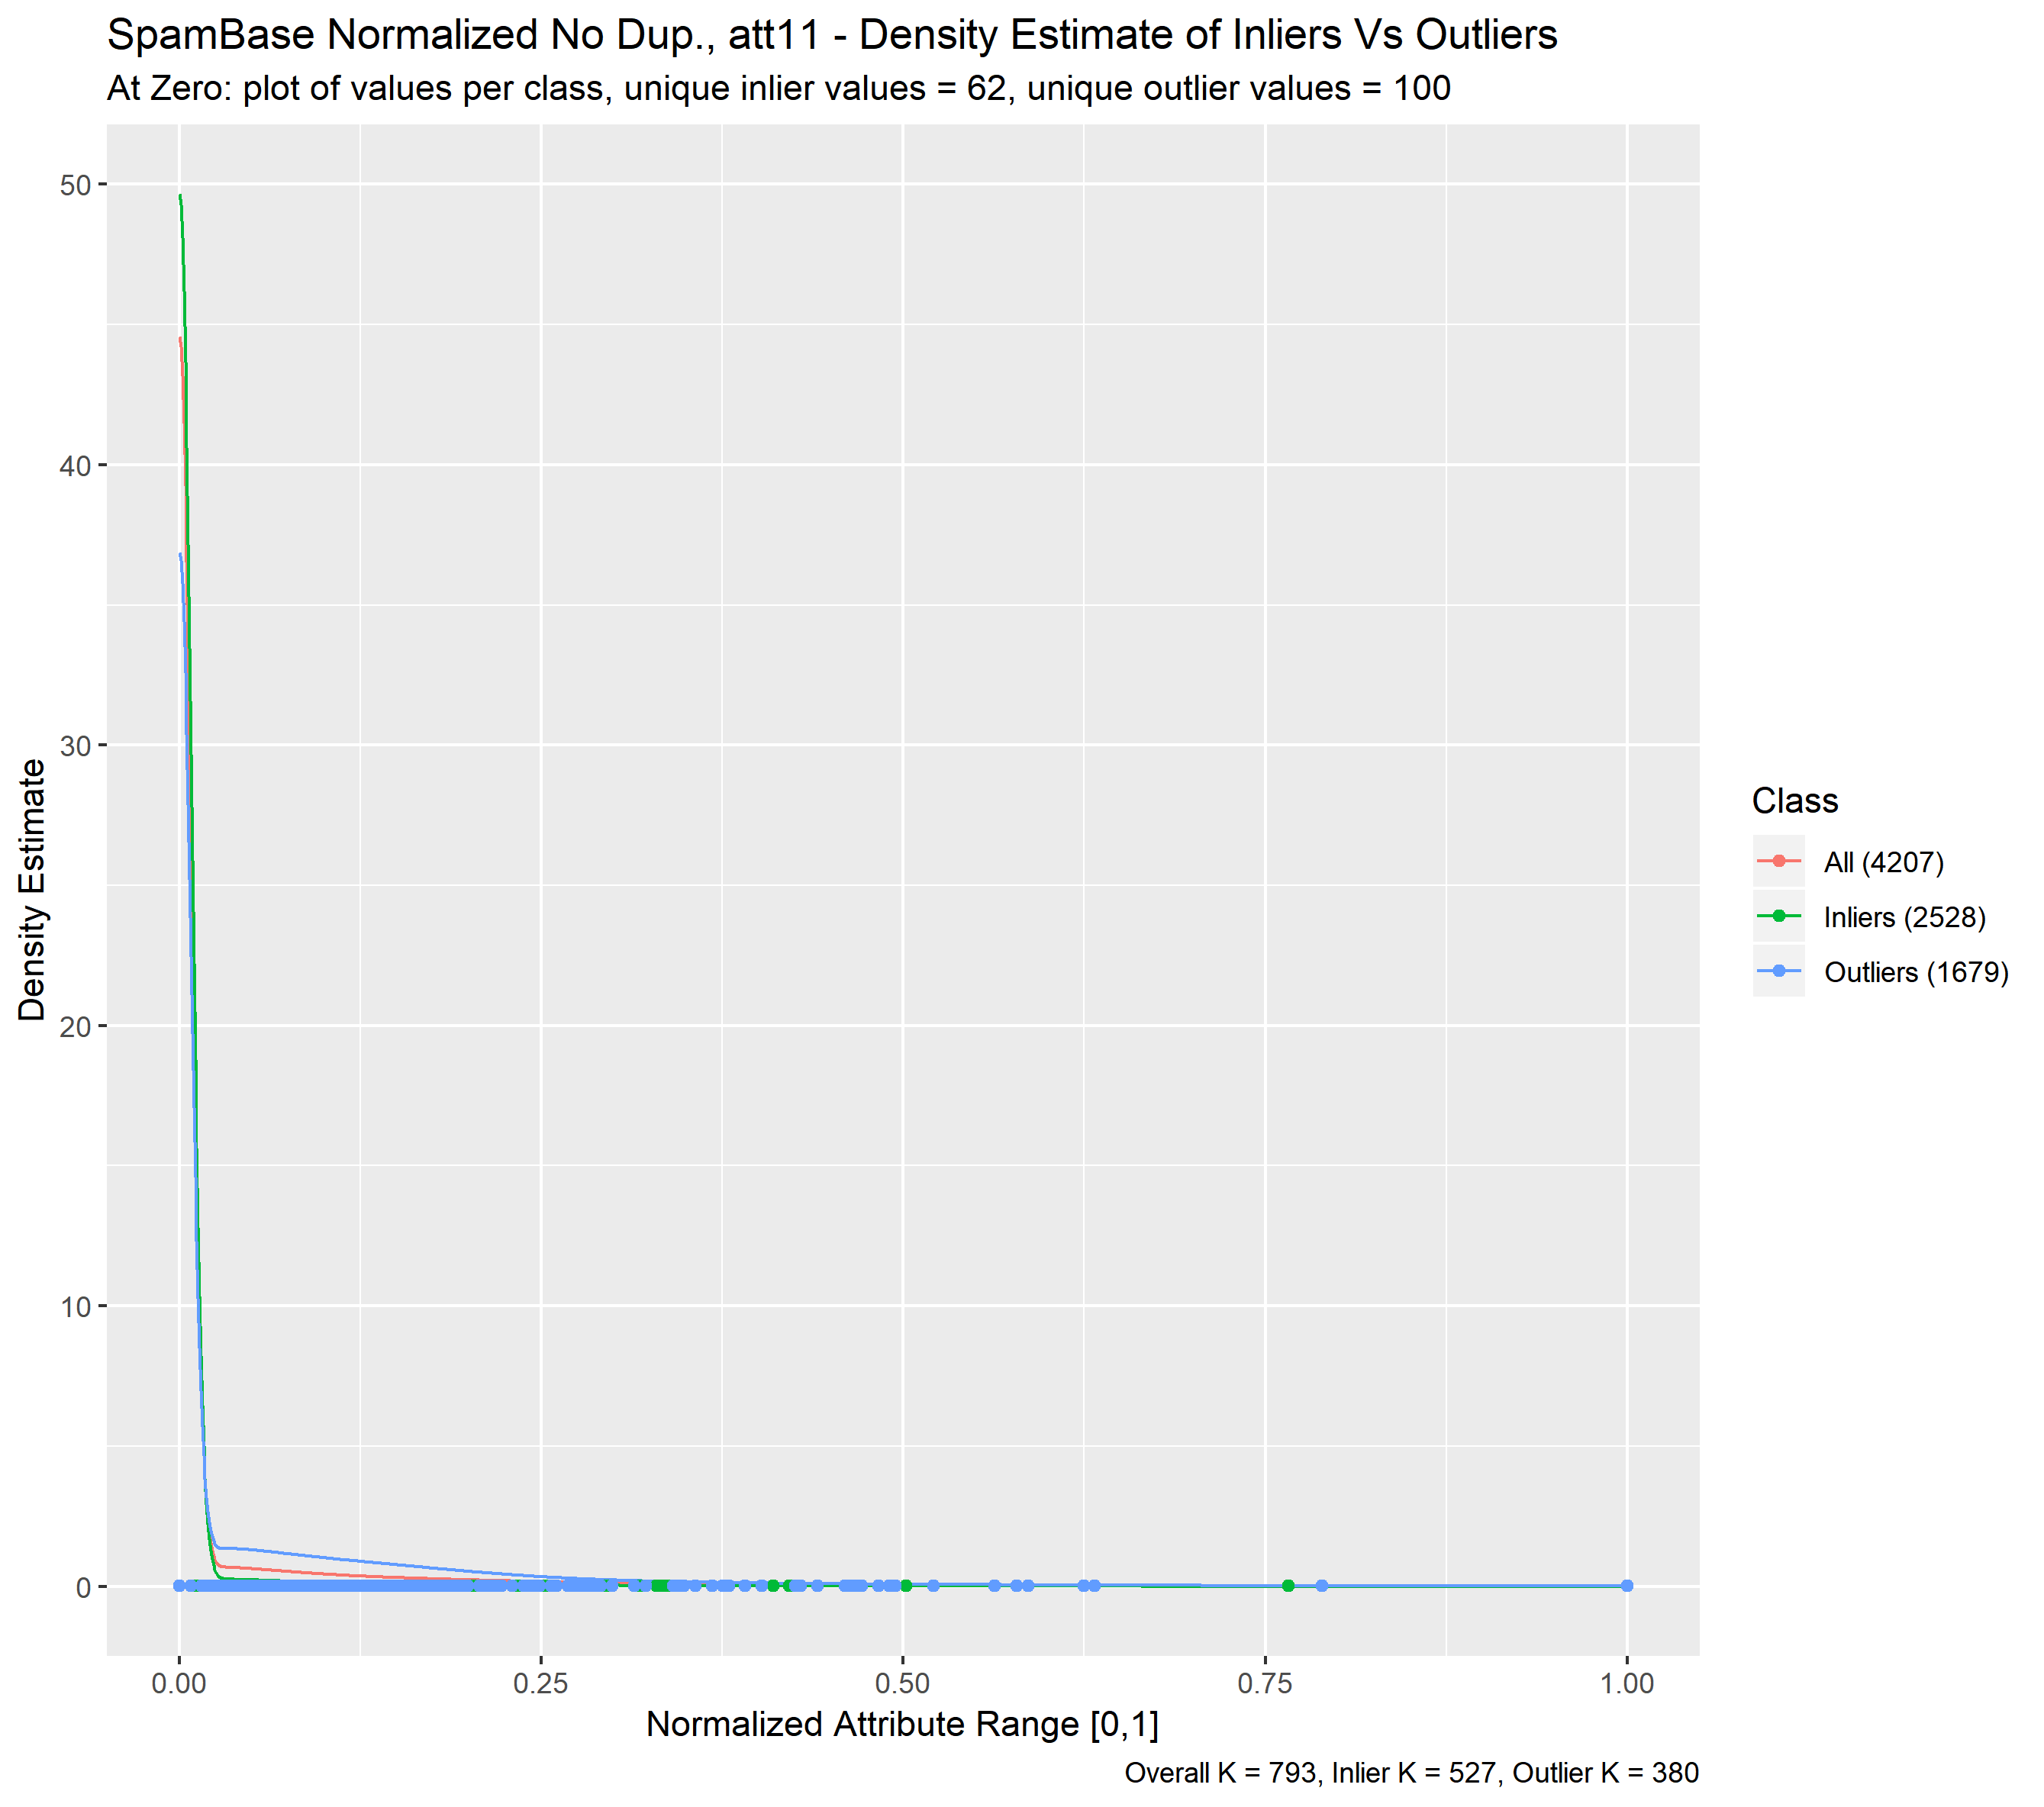 SpamBase Normalized No Dup., att11 - Density Estimate of Inliers Vs Outliers
At Zero: plot of values per class, unique inlier values = 62, unique outlier values = 100
50
40
30
20
10
0
Density Estimate
0.00 0.25 0.50 0.75 1.00
Normalized Attribute Range [0,1]
Class
All (4207)
Inliers (2528)
Outliers (1679)
Overall K = 793, Inlier K = 527, Outlier K = 380